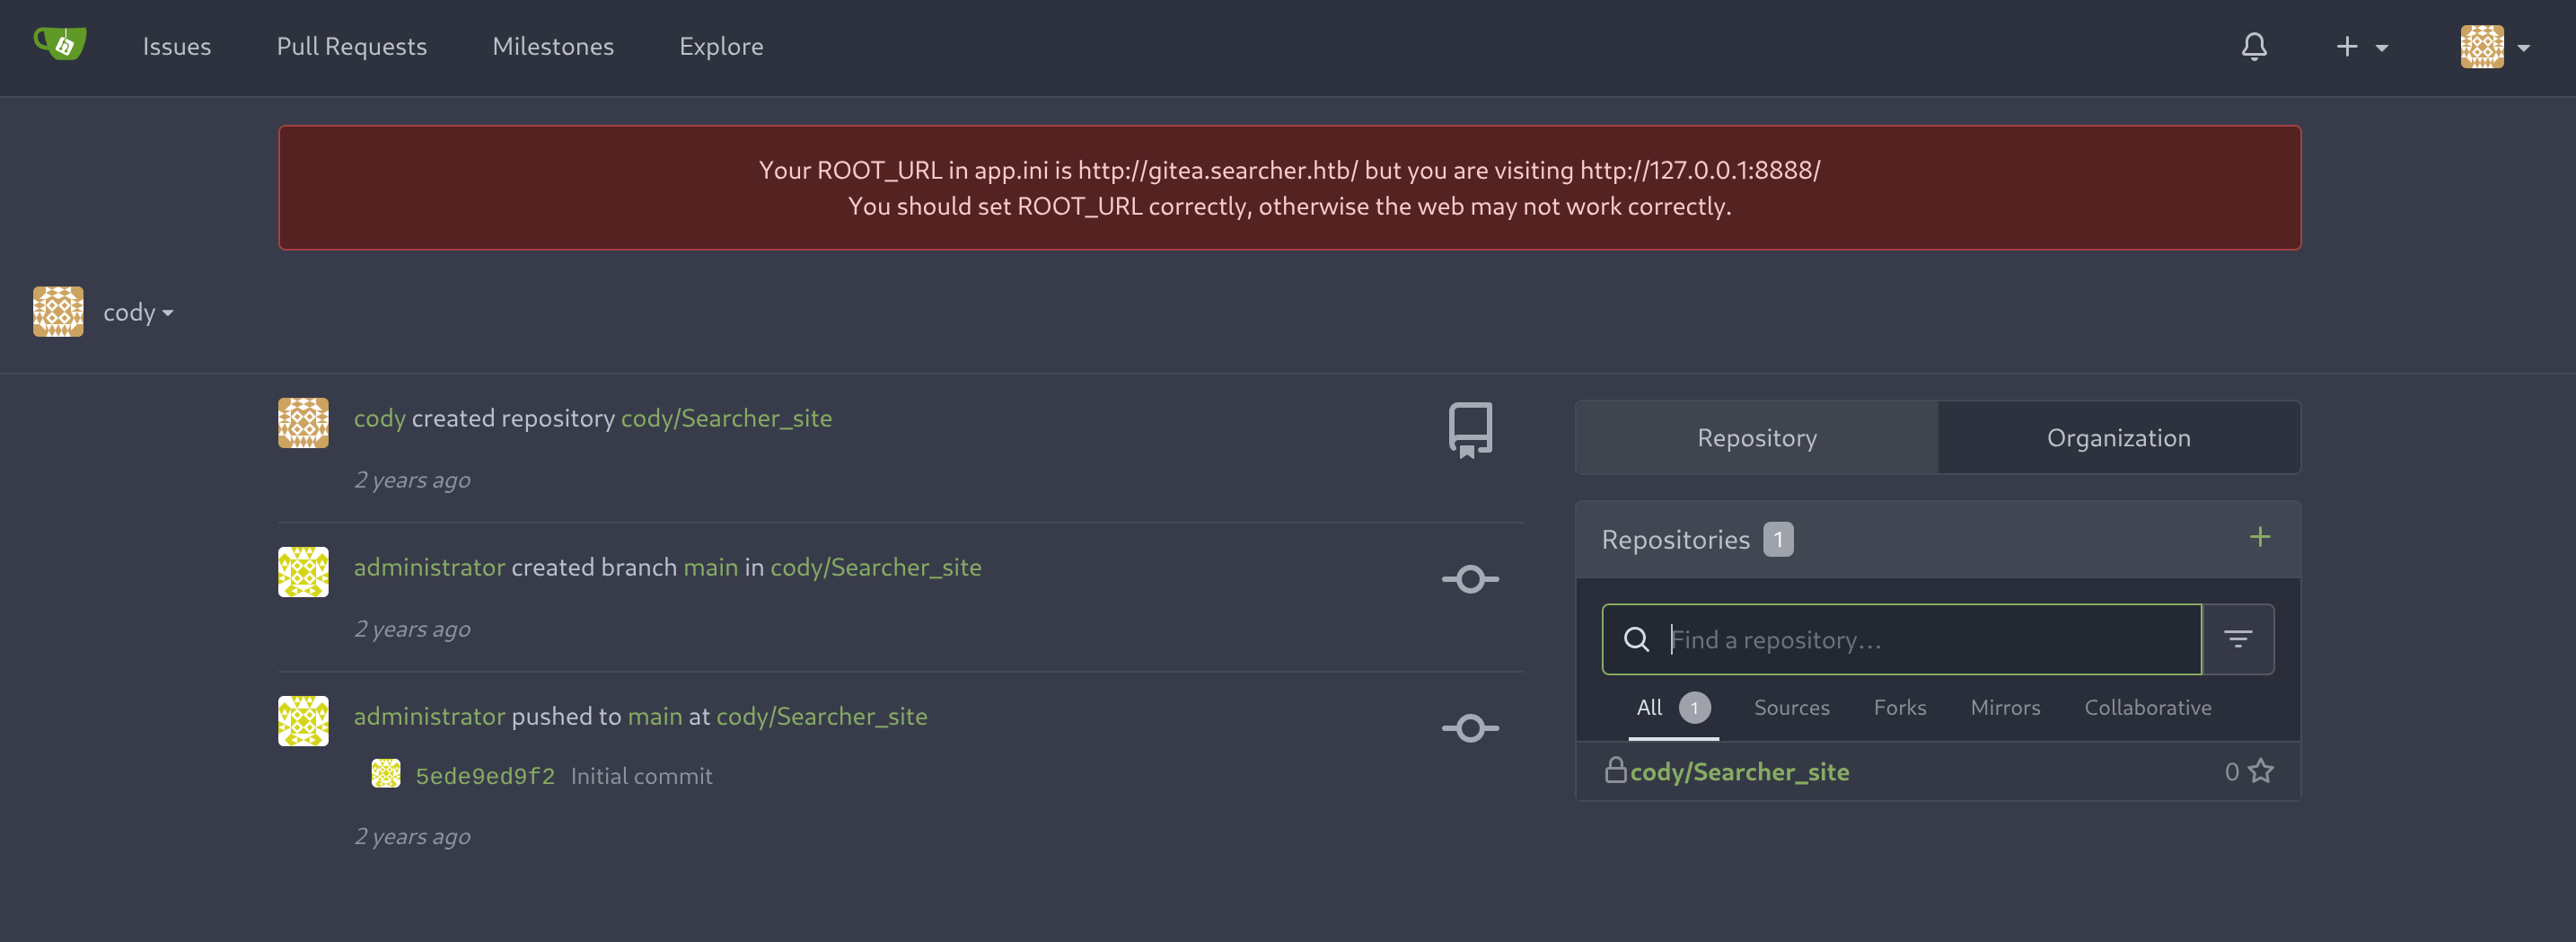 Issues Pull Requests Milestones Explore
Your ROOT_URL in app.ini is http://gitea.searcher.htb/ but you are visiting http://127.0.0.1:8888/
You should set ROOT_URL correctly, otherwise the web may not work correctly.
cody
cody created repository cody/Searcher_site
2 years ago
administrator created branch main in cody/Searcher_site
2 years ago
administrator pushed to main at cody/Searcher_site
5ede9ed9f2 Initial commit
2 years ago
Repository Organization
Repositories 1
Find a repository...
All 1 Sources Forks Mirrors Collaborative
cody/Searcher_site 0